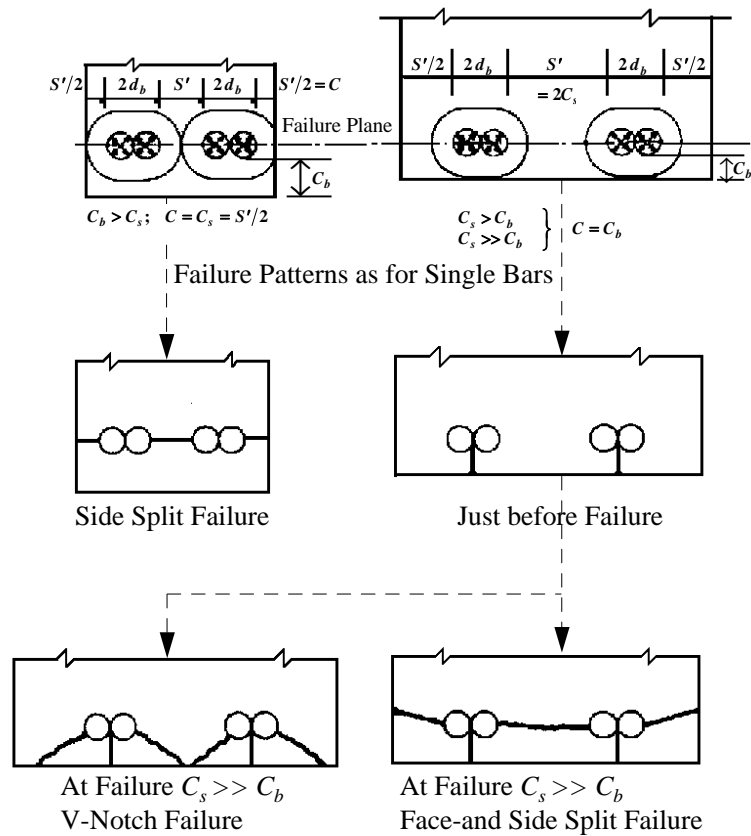 S′/2 2d_b S′ 2d_b S′/2=C
S′/2 2d_b S′ 2d_b S′/2
= 2C_s
Failure Plane
C_b
C_b
C_b > C_s; C = C_s = S′/2
C_s > C_b
C_s >> C_b } C = C_b
Failure Patterns as for Single Bars
Side Split Failure
Just before Failure
At Failure C_s >> C_b
V-Notch Failure
At Failure C_s >> C_b
Face-and Side Split Failure